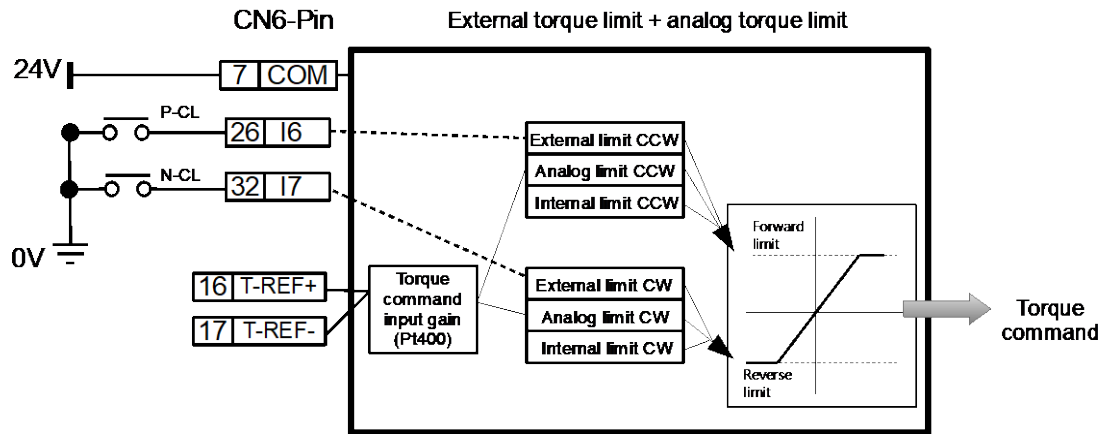 CN6-Pin
External torque limit + analog torque limit
24V
7 COM
P-CL
26 I6
External limit CCW
Analog limit CCW
N-CL
32 I7
Internal limit CCW
0V
Forward
limit
16 T-REF+
Torque
command
input gain
(Pt400)
External limit CW
17 T-REF-
Analog limit CW
Internal limit CW
Reverse
limit
Torque
command